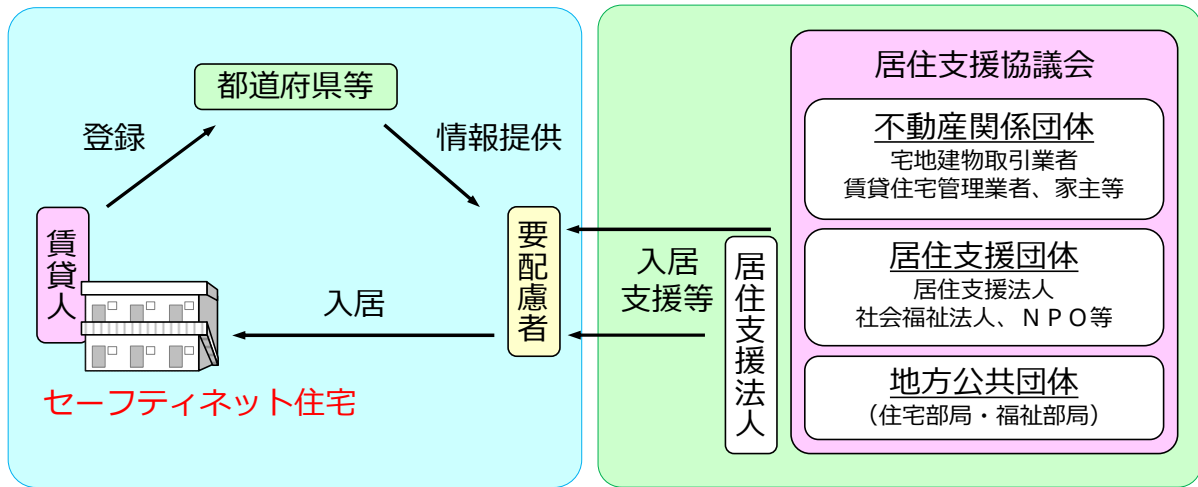 都道府県等
登録
情報提供
賃貸人
要配慮者
入居
セーフティネット住宅
入居
支援等
居住支援法人
居住支援協議会
不動産関係団体
宅地建物取引業者
賃貸住宅管理業者、家主等
居住支援団体
居住支援法人
社会福祉法人、ＮＰＯ等
地方公共団体
（住宅部局・福祉部局）